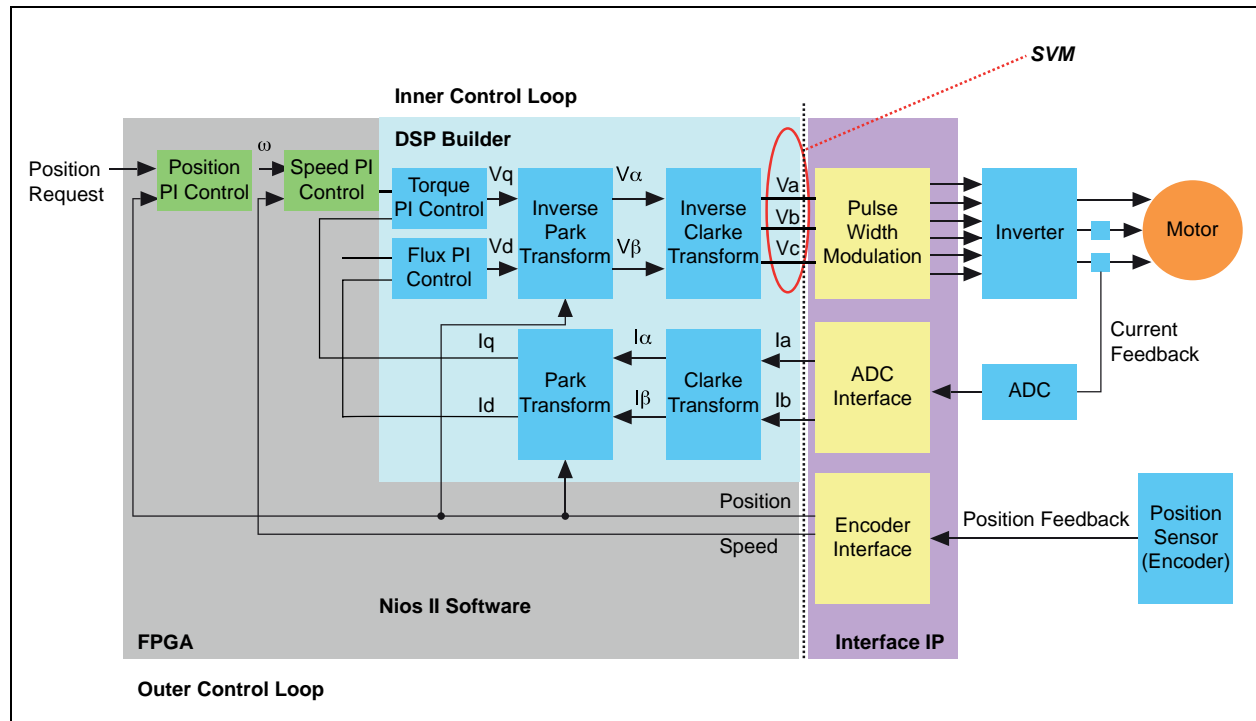 SVM
Inner Control Loop
DSP Builder
Position
Request
Position
PI Control
ω
Speed PI
Control
Torque
PI Control
Vq
Flux PI
Control
Vd
Inverse
Park
Transform
Vα
Vβ
Inverse
Clarke
Transform
Va
Vb
Vc
Pulse
Width
Modulation
Inverter
Motor
Iq
Id
Park
Transform
Iα
Iβ
Clarke
Transform
Ia
Ib
ADC
Interface
ADC
Current
Feedback
Position
Speed
Encoder
Interface
Position Feedback
Position
Sensor
(Encoder)
Nios II Software
FPGA
Interface IP
Outer Control Loop